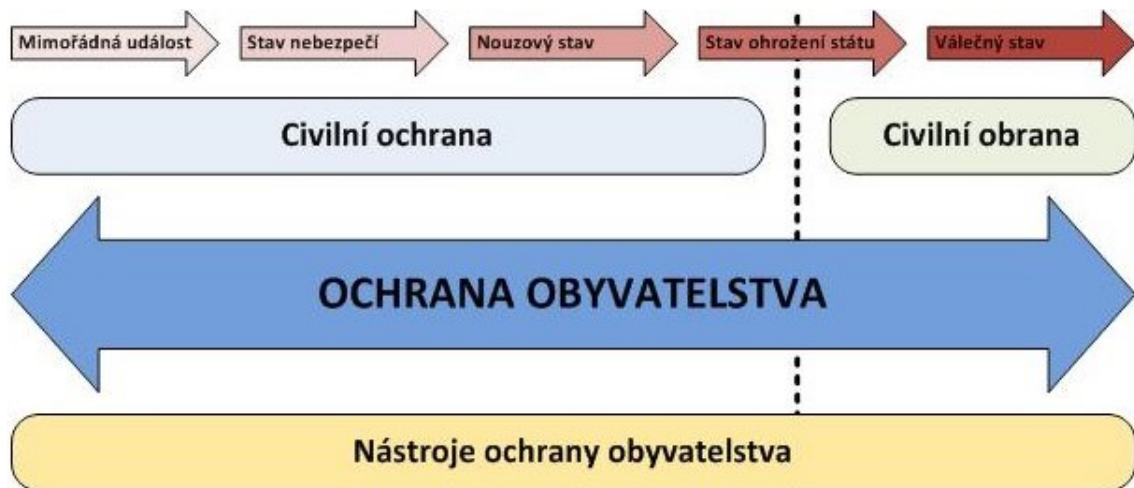 Mimořádná událost
Stav nebezpečí
Nouzový stav
Stav ohrožení státu
Válečný stav
Civilní ochrana
Civilní obrana
OCHRANA OBYVATELSTVA
Nástroje ochrany obyvatelstva